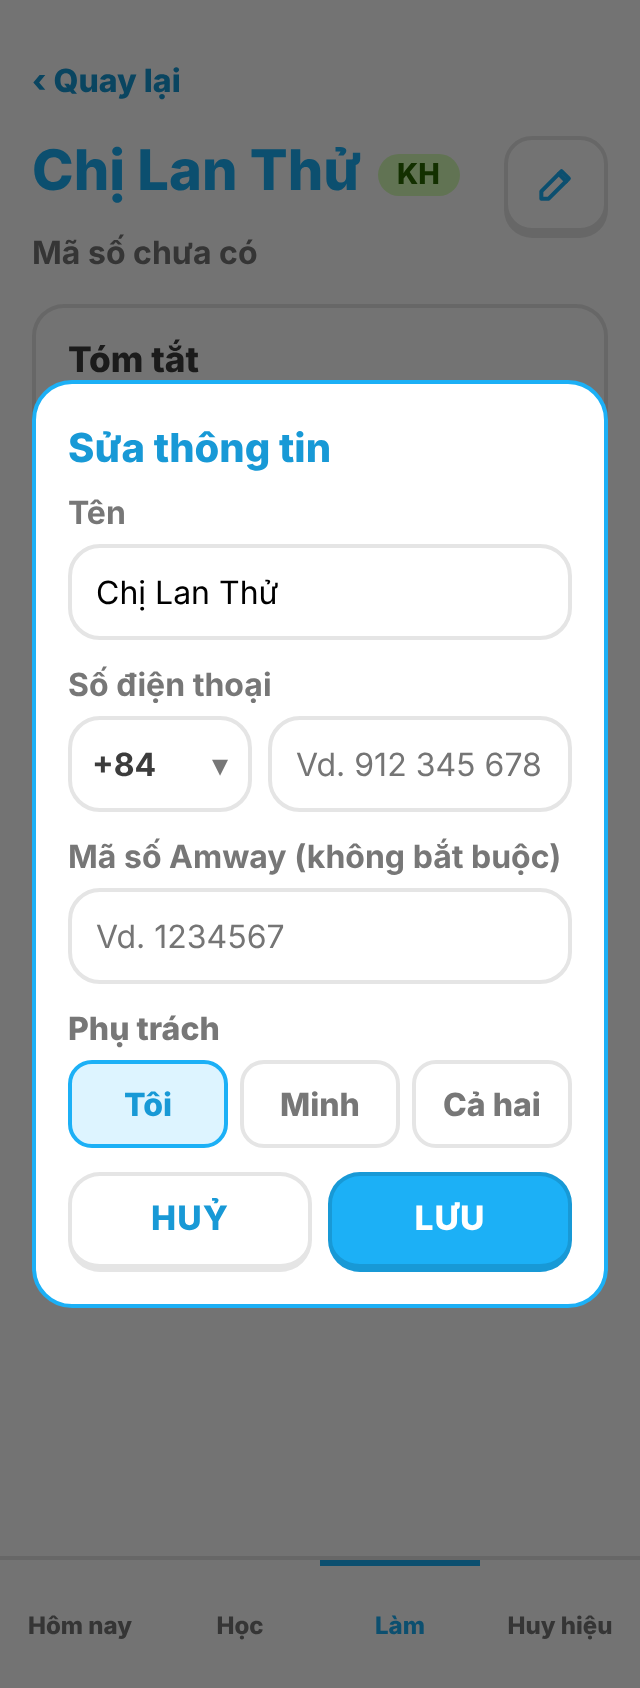 ‹ Quay lại
Chị Lan Thử KH
Mã số chưa có
Tóm tắt
Sửa thông tin
Tên
Chị Lan Thử
Số điện thoại
+84 ▾ Vd. 912 345 678
Mã số Amway (không bắt buộc)
Vd. 1234567
Phụ trách
Tôi Minh Cả hai
HUỶ LƯU
Hôm nay Học Làm Huy hiệu